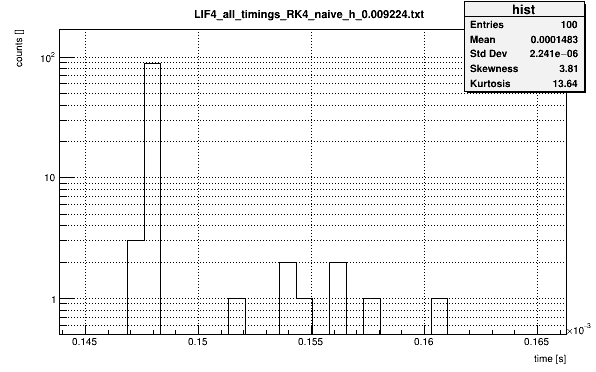 LIF4_all_timings_RK4_naive_h_0.009224.txt
hist
Entries 100
Mean 0.0001483
Std Dev 2.241e−06
Skewness 3.81
Kurtosis 13.64
counts []
10²
10
1
0.145 0.15 0.155 0.16 0.165
×10⁻³
time [s]